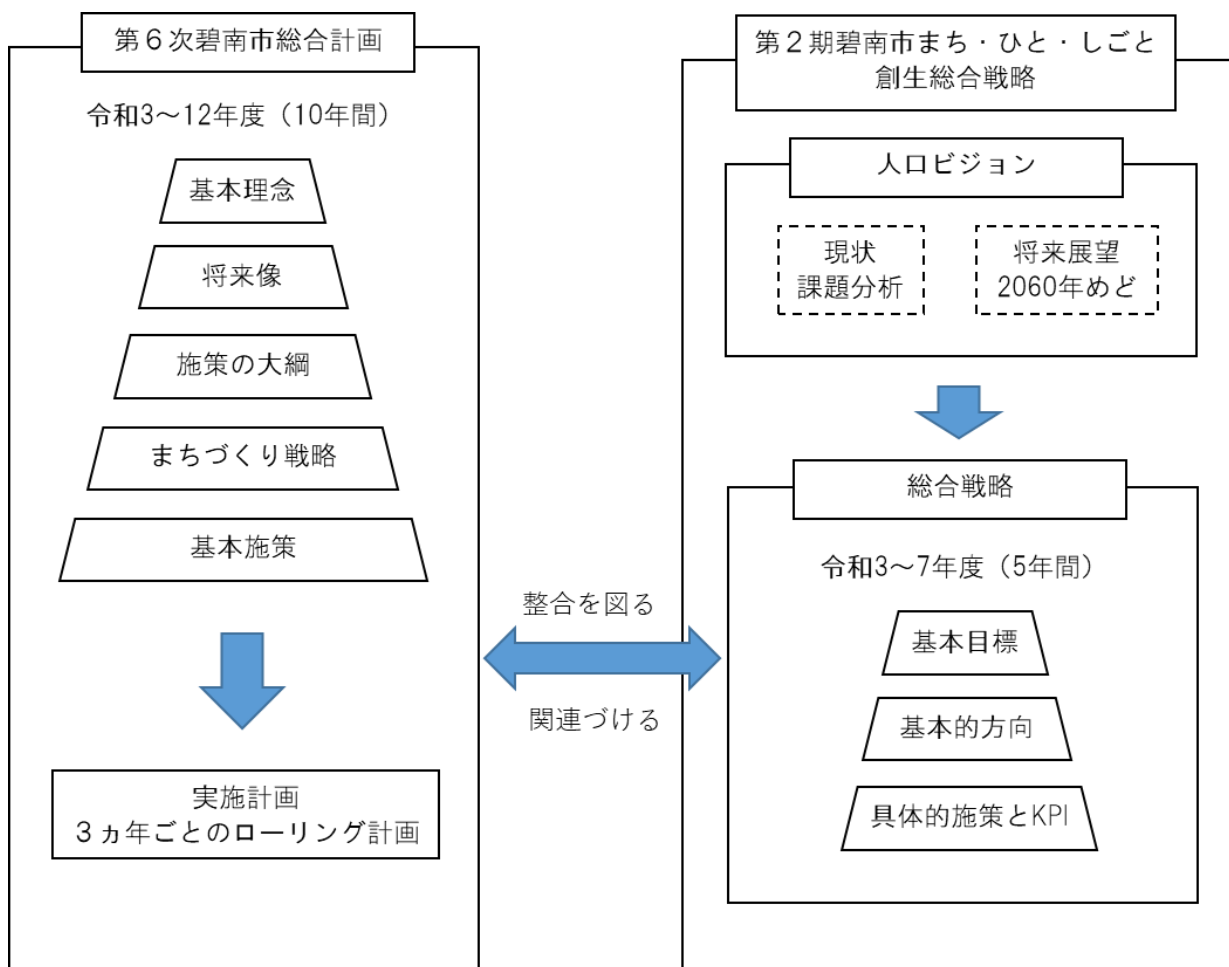 第６次碧南市総合計画
令和3～12年度（10年間）
基本理念
将来像
施策の大綱
まちづくり戦略
基本施策
実施計画
３ヵ年ごとのローリング計画
整合を図る
関連づける
第２期碧南市まち・ひと・しごと
創生総合戦略
人口ビジョン
現状
課題分析
将来展望
2060年めど
総合戦略
令和3～7年度（5年間）
基本目標
基本的方向
具体的施策とKPI